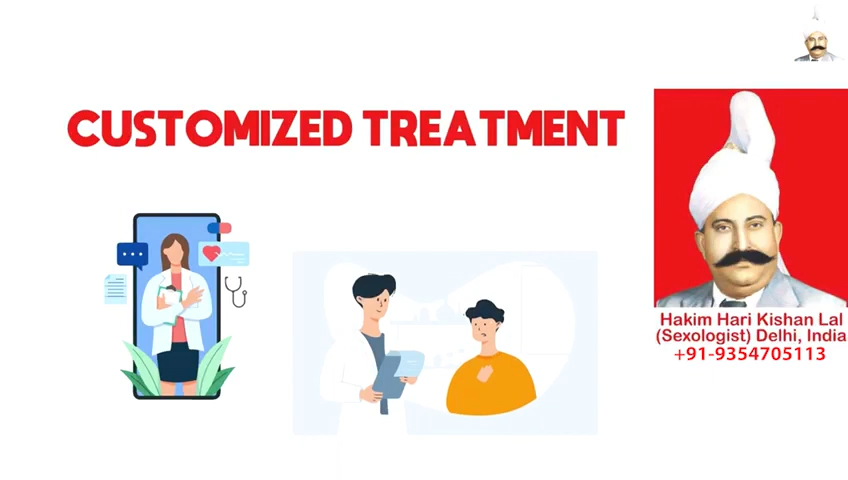 CUSTOMIZED TREATMENT
Hakim Hari Kishan Lal
(Sexologist) Delhi, India
+91-9354705113